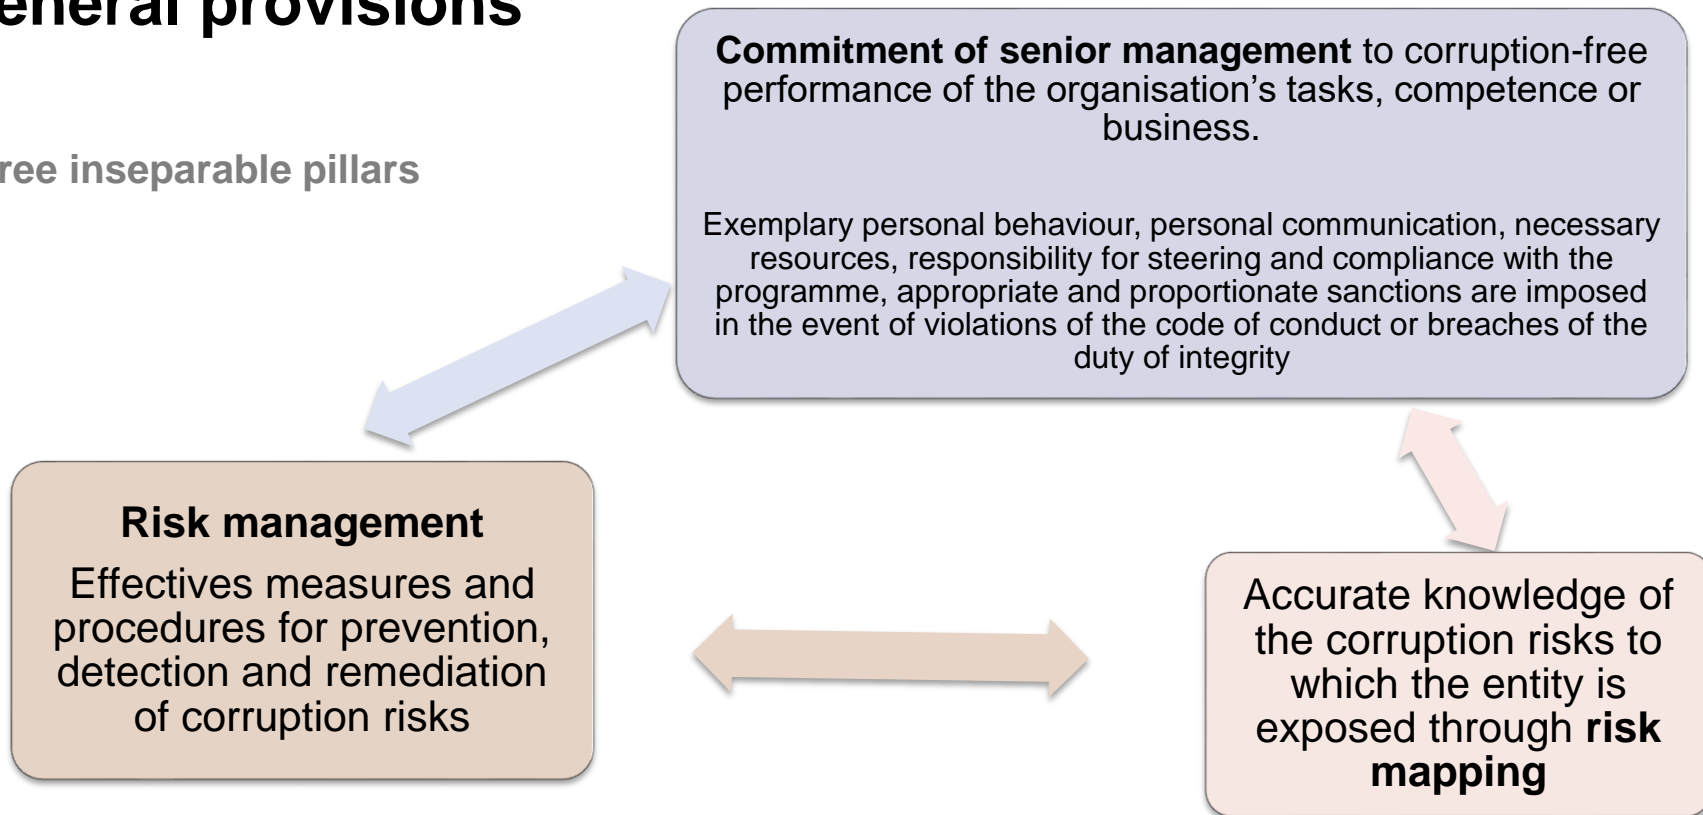 eneral provisions
ree inseparable pillars
Commitment of senior management to corruption-free
performance of the organisation’s tasks, competence or
business.
Exemplary personal behaviour, personal communication, necessary
resources, responsibility for steering and compliance with the
programme, appropriate and proportionate sanctions are imposed
in the event of violations of the code of conduct or breaches of the
duty of integrity
Risk management
Effectives measures and
procedures for prevention,
detection and remediation
of corruption risks
Accurate knowledge of
the corruption risks to
which the entity is
exposed through risk
mapping